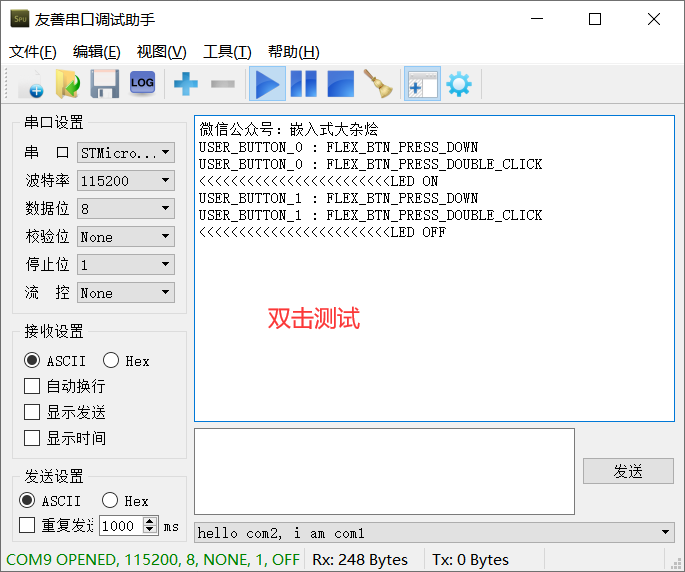 友善串口调试助手
文件(F) 编辑(E) 视图(V) 工具(T) 帮助(H)
LOG
串口设置
串 口 STMicro...
波特率 115200
数据位 8
校验位 None
停止位 1
流 控 None
接收设置
ASCII Hex
自动换行
显示发送
显示时间
发送设置
ASCII Hex
重复发送 1000 ms
微信公众号：嵌入式大杂烩
USER_BUTTON_0 : FLEX_BTN_PRESS_DOWN
USER_BUTTON_0 : FLEX_BTN_PRESS_DOUBLE_CLICK
<<<<<<<<<<<<<<<<<<<<<<<<LED ON
USER_BUTTON_1 : FLEX_BTN_PRESS_DOWN
USER_BUTTON_1 : FLEX_BTN_PRESS_DOUBLE_CLICK
<<<<<<<<<<<<<<<<<<<<<<<<LED OFF
双击测试
发送
hello com2, i am com1
COM9 OPENED, 115200, 8, NONE, 1, OFF Rx: 248 Bytes Tx: 0 Bytes